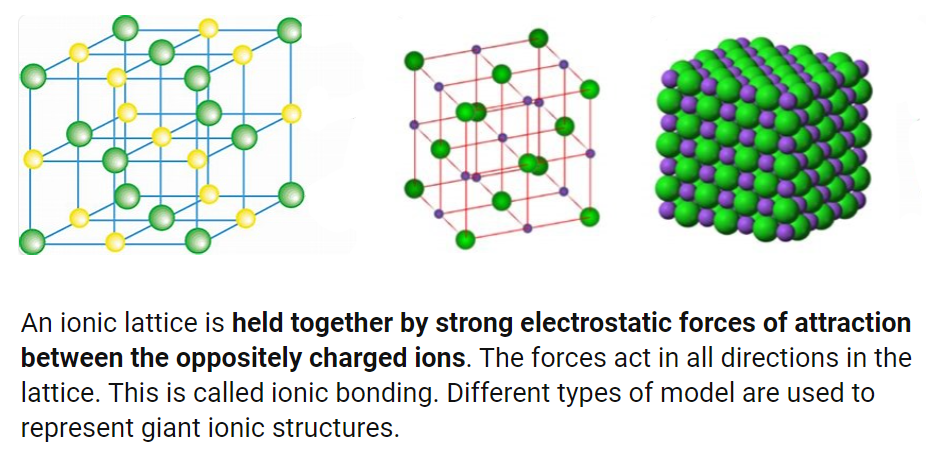 An ionic lattice is held together by strong electrostatic forces of attraction
between the oppositely charged ions. The forces act in all directions in the
lattice. This is called ionic bonding. Different types of model are used to
represent giant ionic structures.